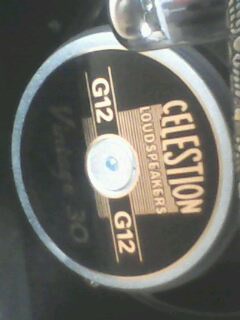 CELESTION
LOUDSPEAKERS
G12 G12
Vintage 30